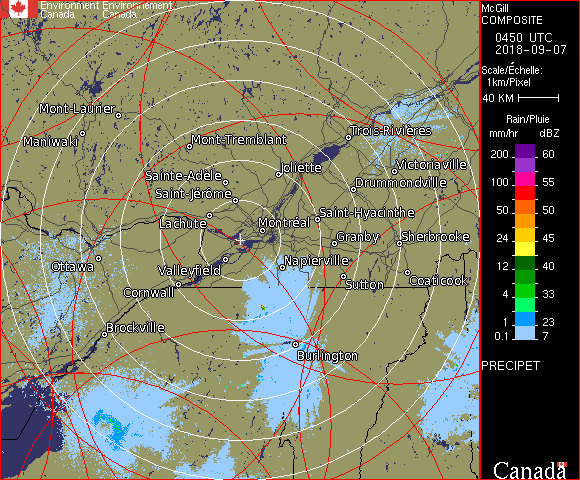 Environment Environnement
Canada Canada
McGill
COMPOSITE
0450 UTC
2018-09-07
Scale/Échelle:
1km/Pixel
40 KM
Rain/Pluie
mm/hr dBZ
200 60
100 55
50 50
24 45
12 40
4 33
1 23
0.1 7
PRECIPET
Canada
Mont-Laurier
Maniwaki
Mont-Tremblant
Trois-Rivières
Sainte-Adèle
Joliette
Victoriaville
Saint-Jérôme
Drummondville
Lachute
Montréal
Saint-Hyacinthe
Granby
Sherbrooke
Ottawa
Valleyfield
Napierville
Cornwall
Sutton
Coaticook
Brockville
Burlington